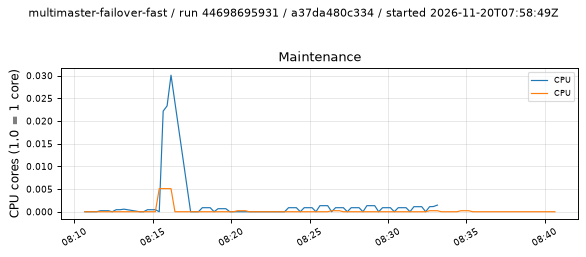 multimaster-failover-fast / run 44698695931 / a37da480c334 / started 2026-11-20T07:58:49Z
Maintenance
CPU cores (1.0 = 1 core)
0.030
0.025
0.020
0.015
0.010
0.005
0.000
CPU
CPU
08:10
08:15
08:20
08:25
08:30
08:35
08:40